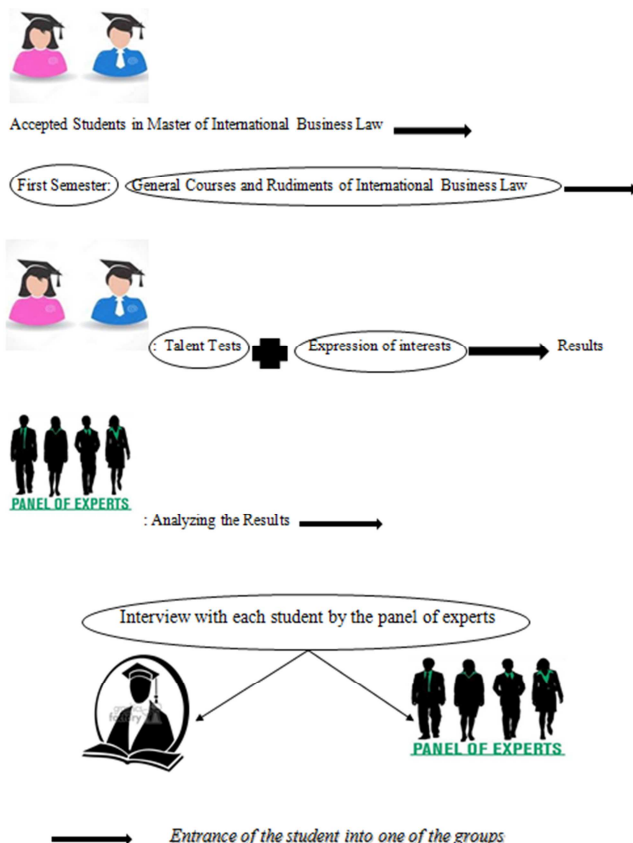 Accepted Students in Master of International Business Law
First Semester: General Courses and Rudiments of International Business Law
: Talent Tests Expression of interests Results
PANEL OF EXPERTS
: Analyzing the Results
Interview with each student by the panel of experts
PANEL OF EXPERTS
Entrance of the student into one of the groups